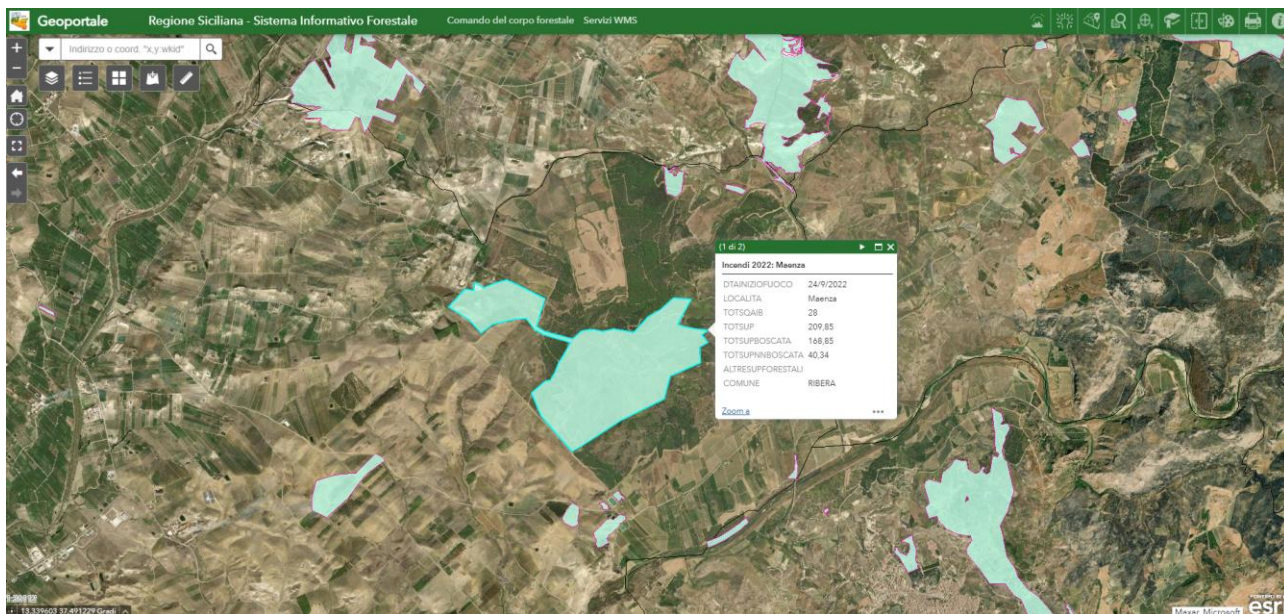 Geoportale Regione Siciliana - Sistema Informativo Forestale Comando del corpo forestale Servizi WMS
Indirizzo o coord. "x,y:wkid"
(1 di 2)
Incendi 2022: Maenza
DTAINIZIOFUOCO 24/9/2022
LOCALITA Maenza
TOTSQAIB 28
TOTSUP 209,85
TOTSUPBOSCATA 168,85
TOTSUPNNBOSCATA 40,34
ALTRESUPFORESTALI
COMUNE RIBERA
Zoom a
13.339603 37.491229 Gradi
Maxar, Microsoft
esri